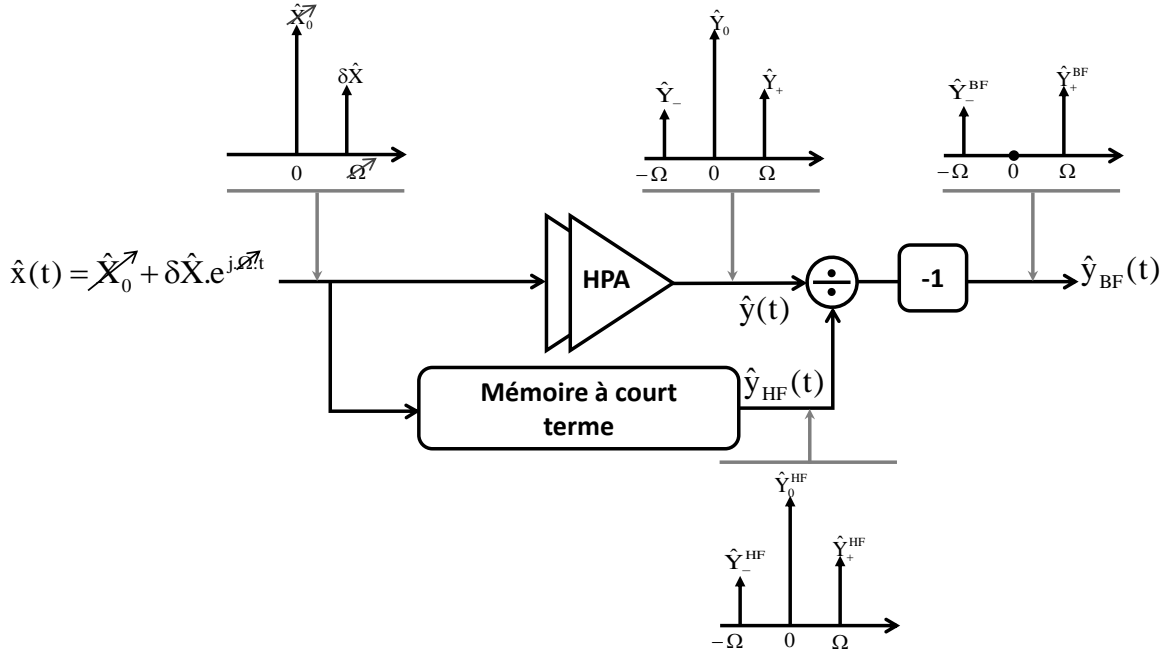 X̂₀
δX̂
0
Ω
Ŷ₀
Ŷ₋
Ŷ₊
−Ω
0
Ω
Ŷ₋ᴮᶠ
Ŷ₊ᴮᶠ
−Ω
0
Ω
x̂(t) = X̂₀ + δX̂.e^{j.Ω.t}
HPA
ŷ(t)
÷
-1
ŷ_BF(t)
Mémoire à court
terme
ŷ_HF(t)
Ŷ₀ᴴᶠ
Ŷ₋ᴴᶠ
Ŷ₊ᴴᶠ
−Ω
0
Ω